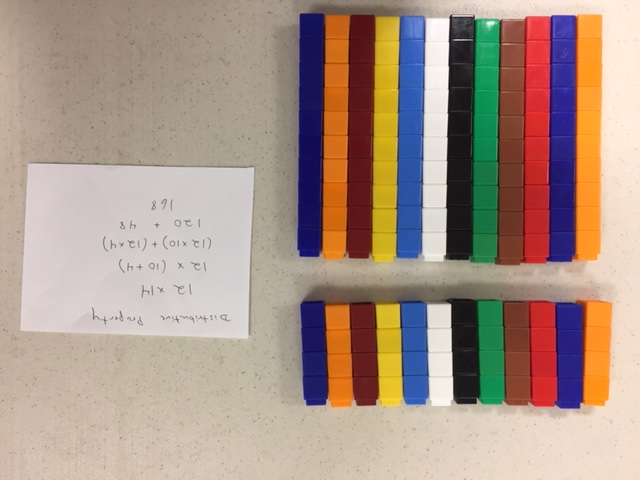 Distributive Property
12 x 14
12 x (10+4)
(12 x 10) + (12 x 4)
120 + 48
168